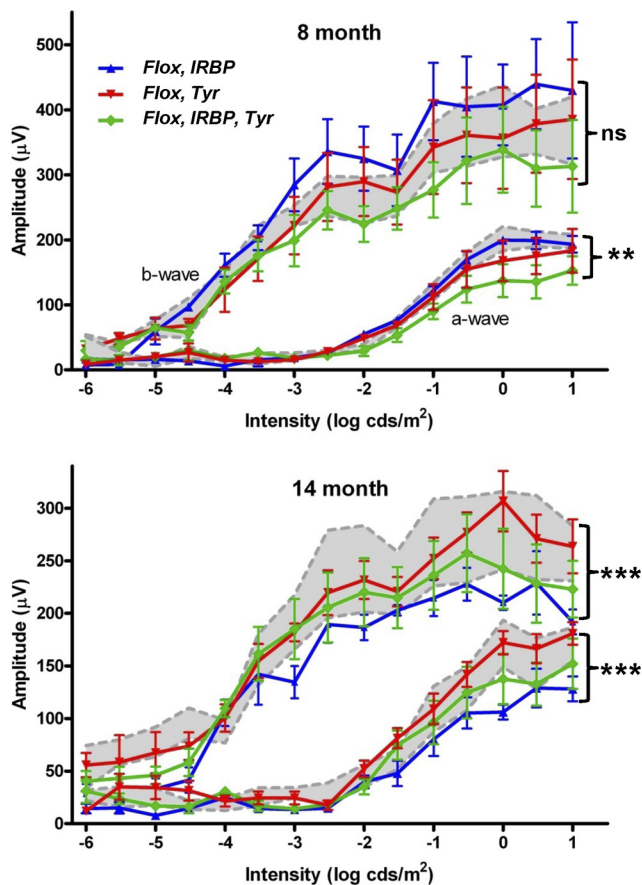 8 month
500
400
300
200
100
0
Amplitude (μV)
Flox, IRBP
Flox, Tyr
Flox, IRBP, Tyr
b-wave
a-wave
ns
**
-6 -5 -4 -3 -2 -1 0 1
Intensity (log cds/m²)
14 month
300
250
200
150
100
50
0
Amplitude (μV)
***
***
-6 -5 -4 -3 -2 -1 0 1
Intensity (log cds/m²)